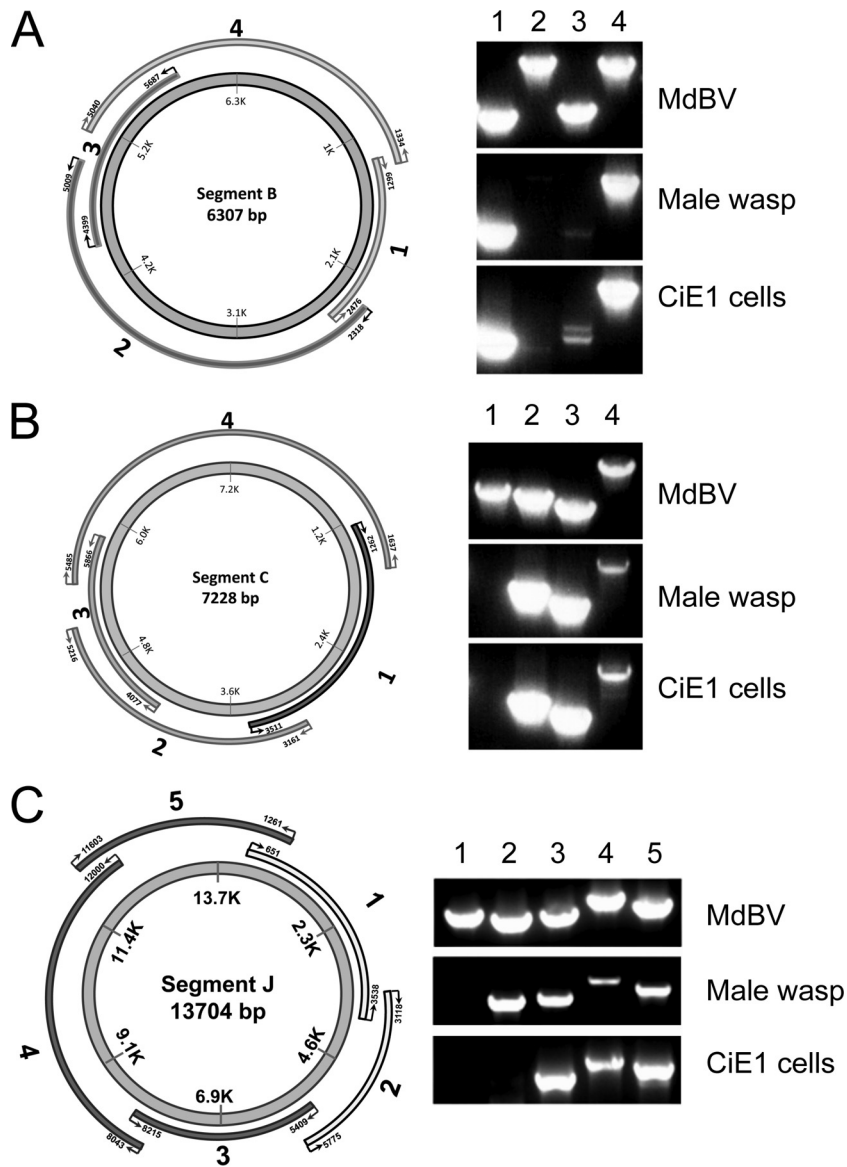 A
4
5687
5040
6.3K
1334
1299
1K
5.2K
3
5009
4399
Segment B
6307 bp
4.2K
2.1K
1
3.1K
2476
2318
2
1 2 3 4
MdBV
Male wasp
CiE1 cells
B
4
7.2K
1262
1637
1.2K
6.0K
5866
5485
Segment C
7228 bp
3
5216
4.8K
2.4K
4077
3.6K
1
3511
3161
2
1 2 3 4
MdBV
Male wasp
CiE1 cells
C
5
11603
1261
12000
651
13.7K
1
11.4K
2.3K
Segment J
13704 bp
3538
3118
9.1K
4.6K
4
6.9K
2
8215
5409
8043
5775
3
1 2 3 4 5
MdBV
Male wasp
CiE1 cells